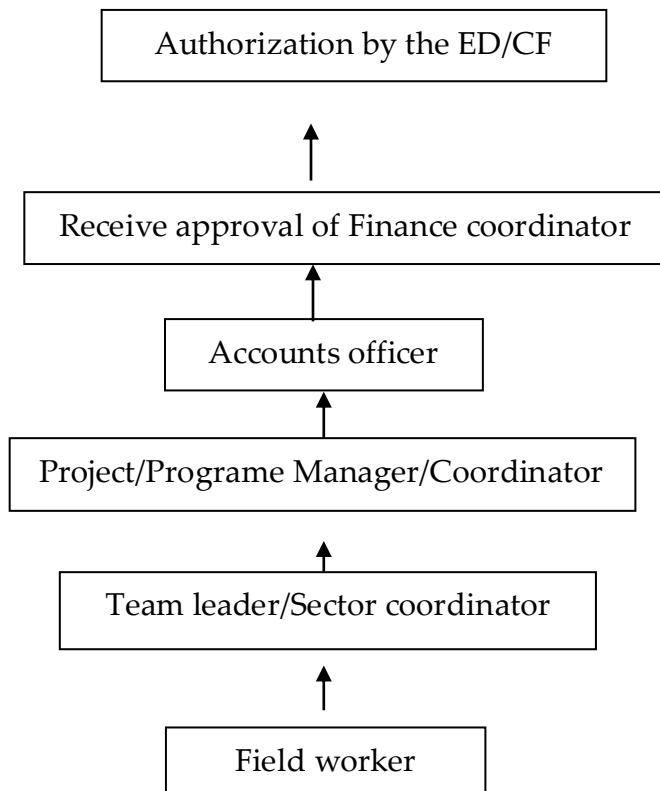 Authorization by the ED/CF
Receive approval of Finance coordinator
Accounts officer
Project/Programe Manager/Coordinator
Team leader/Sector coordinator
Field worker